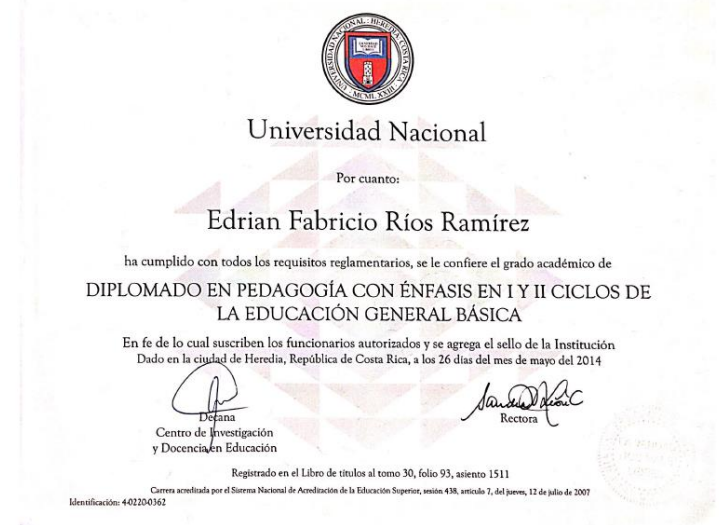 UNIVERSIDAD NACIONAL : HEREDIA COSTA RICA
MCMLXXIII
Universidad Nacional
Por cuanto:
Edrian Fabricio Ríos Ramírez
ha cumplido con todos los requisitos reglamentarios, se le confiere el grado académico de
DIPLOMADO EN PEDAGOGÍA CON ÉNFASIS EN I Y II CICLOS DE
LA EDUCACIÓN GENERAL BÁSICA
En fe de lo cual suscriben los funcionarios autorizados y se agrega el sello de la Institución
Dado en la ciudad de Heredia, República de Costa Rica, a los 26 días del mes de mayo del 2014
Decana
Centro de Investigación
y Docencia en Educación
Rectora
Registrado en el Libro de títulos al tomo 30, folio 93, asiento 1511
Carrera acreditada por el Sistema Nacional de Acreditación de la Educación Superior, sesión 438, artículo 7, del jueves, 12 de julio de 2007
Identificación: 4-0220-0362